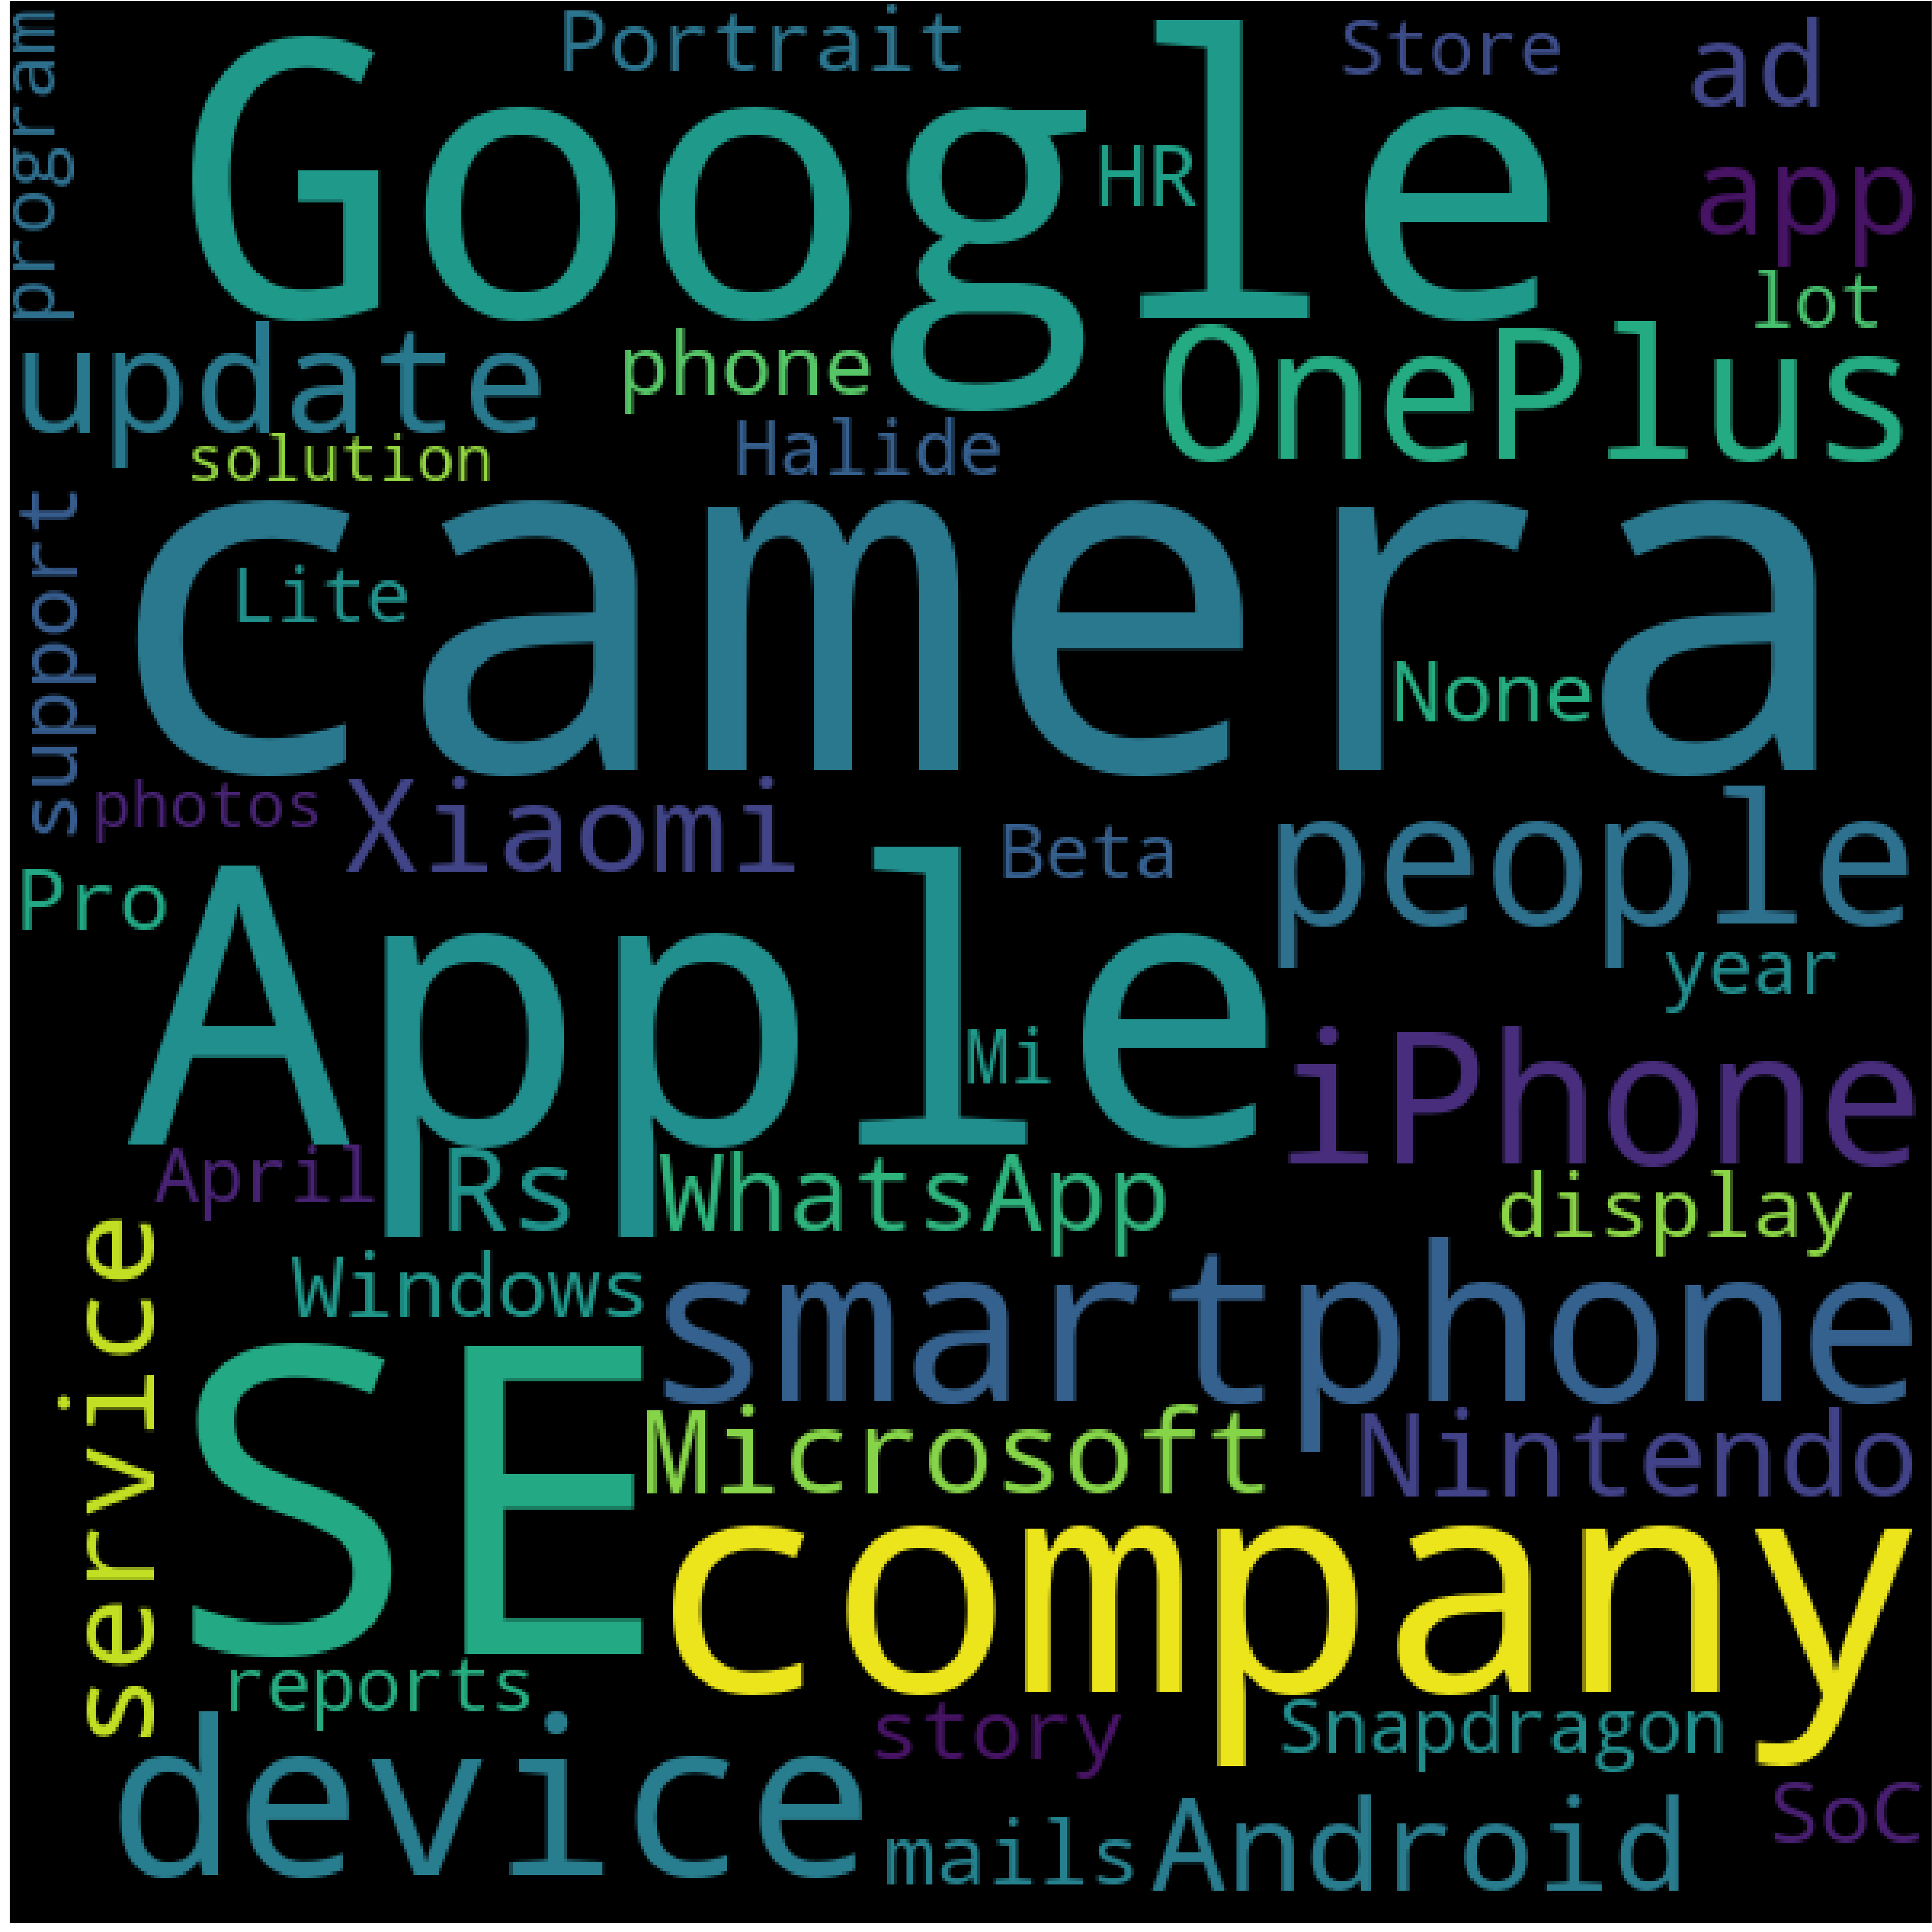 program
Portrait
Store
ad
Google
HR
app
lot
update
phone
OnePlus
solution
Halide
support
camera
Lite
None
photos
Xiaomi
Beta
people
Pro
Apple
year
Mi
iPhone
April
Rs
WhatsApp
display
service
Windows
smartphone
SE
Microsoft
Nintendo
company
reports
story
Snapdragon
device
mails
Android
SoC